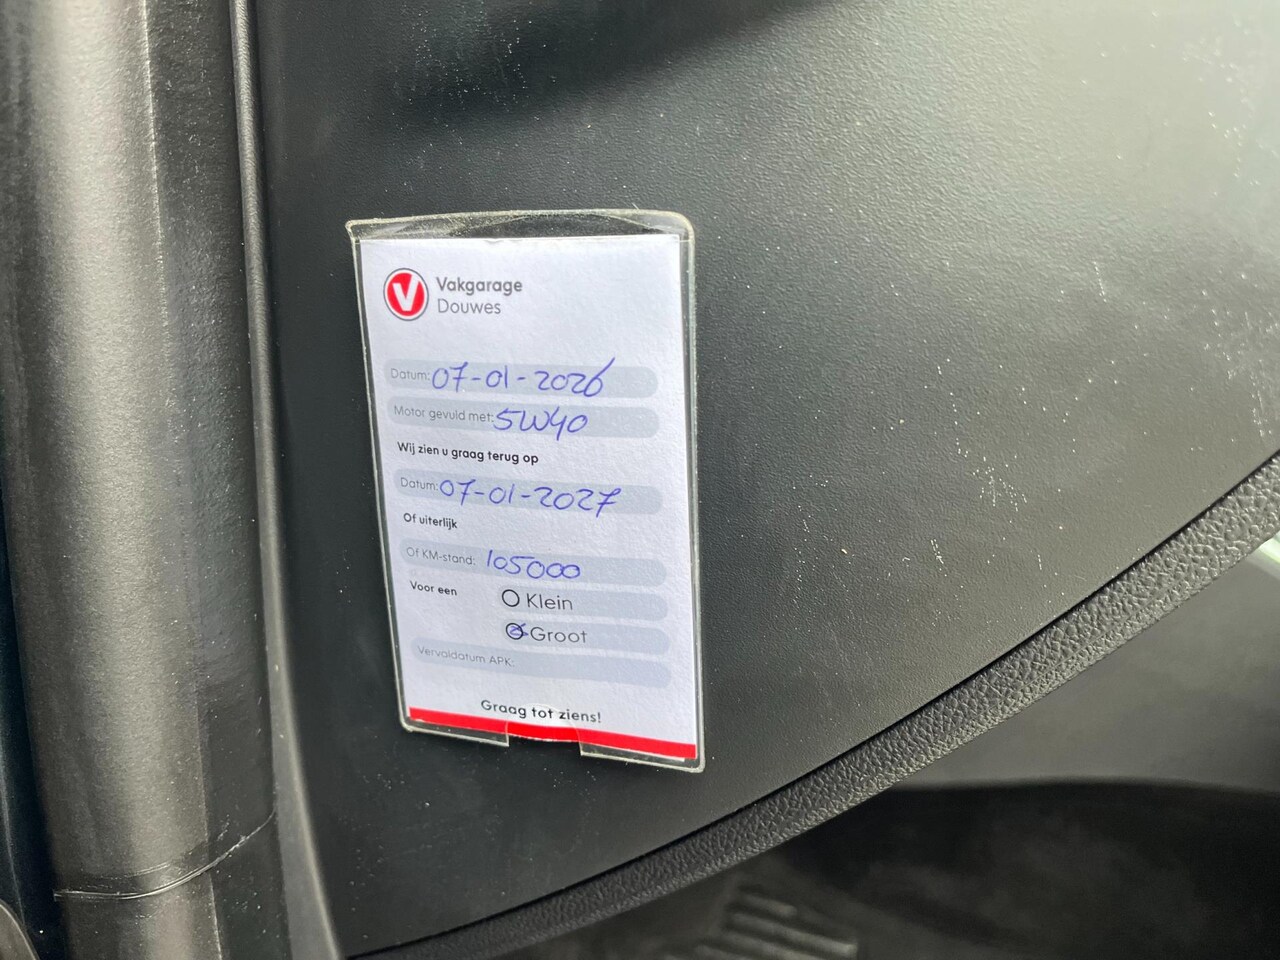 V Vakgarage
Douwes
Datum: 07-01-2026
Motor gevuld met: 5W40
Wij zien u graag terug op
Datum: 07-01-2027
Of uiterlijk
Of KM-stand: 105000
Voor een
Klein
Groot
Vervaldatum APK:
Graag tot ziens!